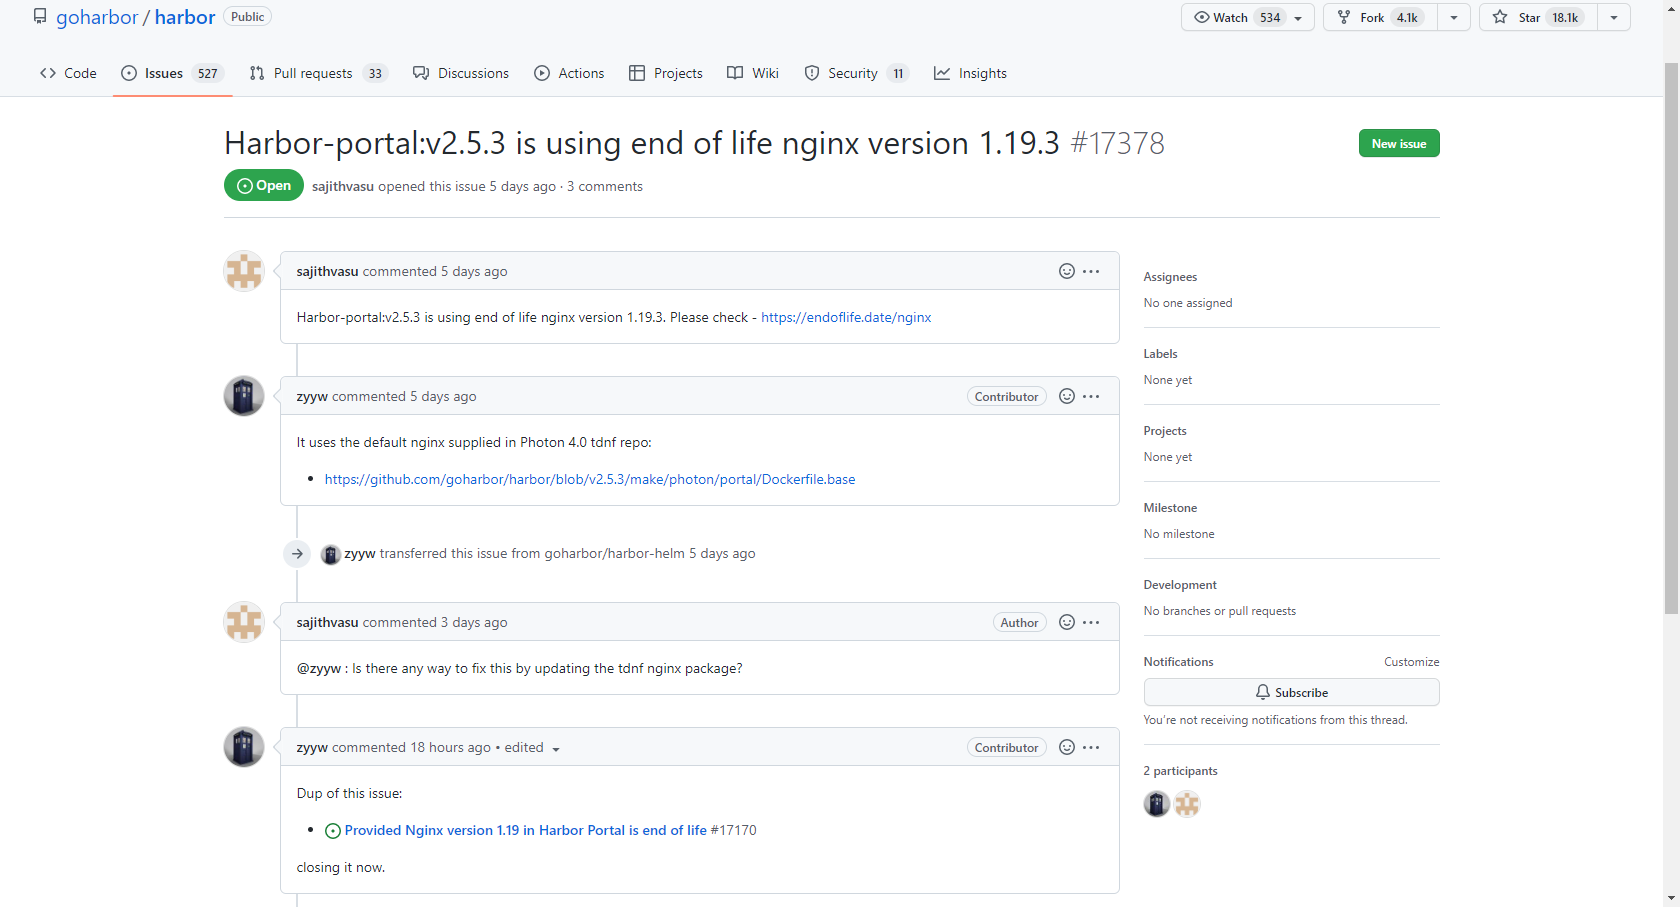 goharbor / harbor Public
Watch 534 Fork 4.1k Star 18.1k
Code Issues 527 Pull requests 33 Discussions Actions Projects Wiki Security 11 Insights
Harbor-portal:v2.5.3 is using end of life nginx version 1.19.3 #17378
New issue
Open sajithvasu opened this issue 5 days ago · 3 comments
sajithvasu commented 5 days ago
Harbor-portal:v2.5.3 is using end of life nginx version 1.19.3. Please check - https://endoflife.date/nginx
zyyw commented 5 days ago Contributor
It uses the default nginx supplied in Photon 4.0 tdnf repo:
• https://github.com/goharbor/harbor/blob/v2.5.3/make/photon/portal/Dockerfile.base
zyyw transferred this issue from goharbor/harbor-helm 5 days ago
sajithvasu commented 3 days ago Author
@zyyw : Is there any way to fix this by updating the tdnf nginx package?
zyyw commented 18 hours ago • edited Contributor
Dup of this issue:
• Provided Nginx version 1.19 in Harbor Portal is end of life #17170
closing it now.
Assignees
No one assigned
Labels
None yet
Projects
None yet
Milestone
No milestone
Development
No branches or pull requests
Notifications Customize
Subscribe
You're not receiving notifications from this thread.
2 participants